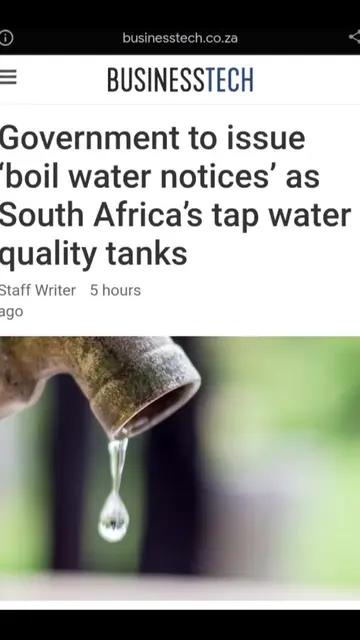 businesstech.co.za
BUSINESSTECH
Government to issue
‘boil water notices’ as
South Africa’s tap water
quality tanks
Staff Writer 5 hours
ago